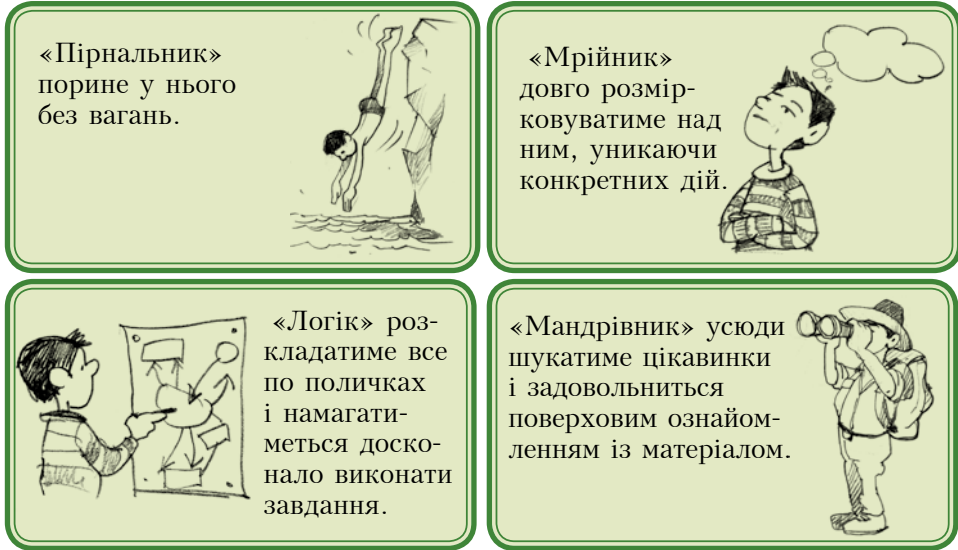 «Пірнальник»
порине у нього
без вагань.
«Мрійник»
довго розмір-
ковуватиме над
ним, уникаючи
конкретних дій.
«Логік» роз-
кладатиме все
по поличках
і намагати-
меться доско-
нало виконати
завдання.
«Мандрівник» усюди
шукатиме цікавинки
і задовольниться
поверховим ознайом-
ленням із матеріалом.